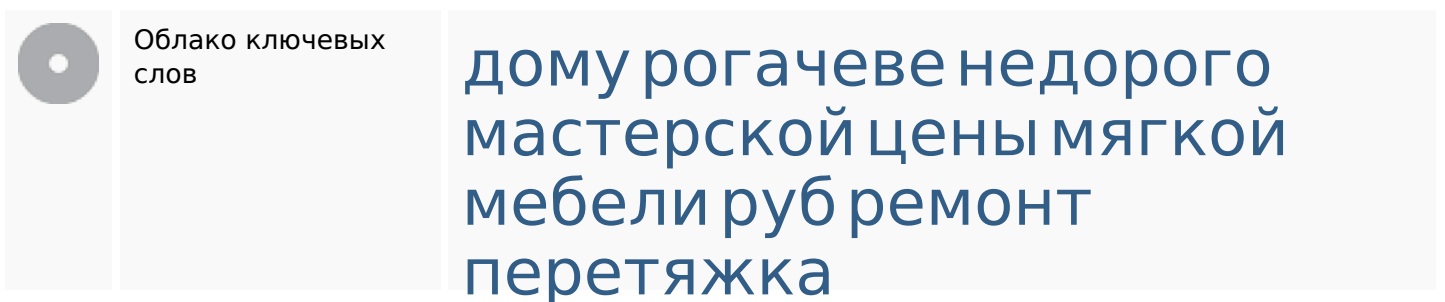 Облако ключевых
слов
дому рогачеве недорого
мастерской цены мягкой
мебели руб ремонт
перетяжка